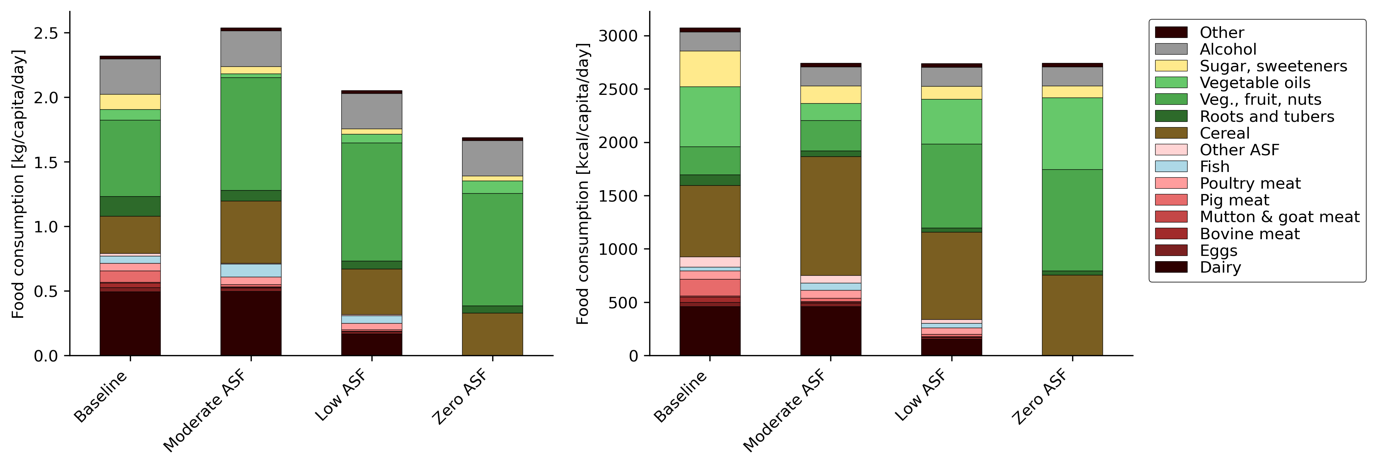 Food consumption [kg/capita/day]
2.5
2.0
1.5
1.0
0.5
0.0
Baseline
Moderate ASF
Low ASF
Zero ASF
Food consumption [kcal/capita/day]
3000
2500
2000
1500
1000
500
0
Baseline
Moderate ASF
Low ASF
Zero ASF
Other
Alcohol
Sugar, sweeteners
Vegetable oils
Veg., fruit, nuts
Roots and tubers
Cereal
Other ASF
Fish
Poultry meat
Pig meat
Mutton & goat meat
Bovine meat
Eggs
Dairy